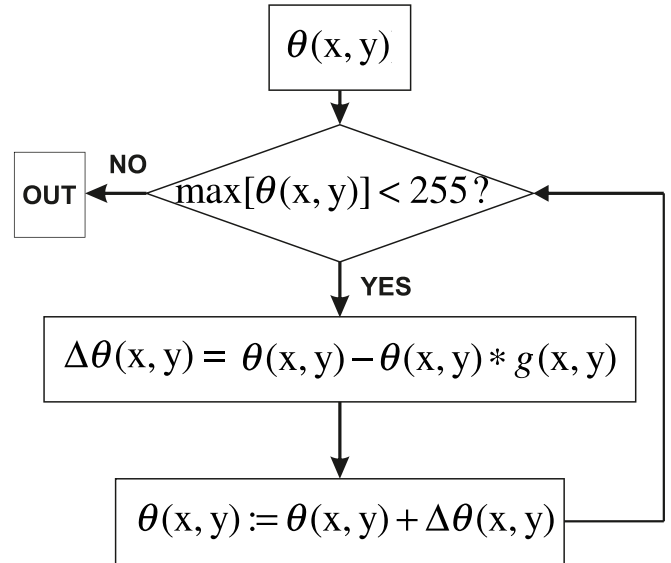 θ(x, y)
NO
OUT
max[θ(x, y)] < 255?
YES
Δθ(x, y) = θ(x, y) − θ(x, y) * g(x, y)
θ(x, y) := θ(x, y) + Δθ(x, y)